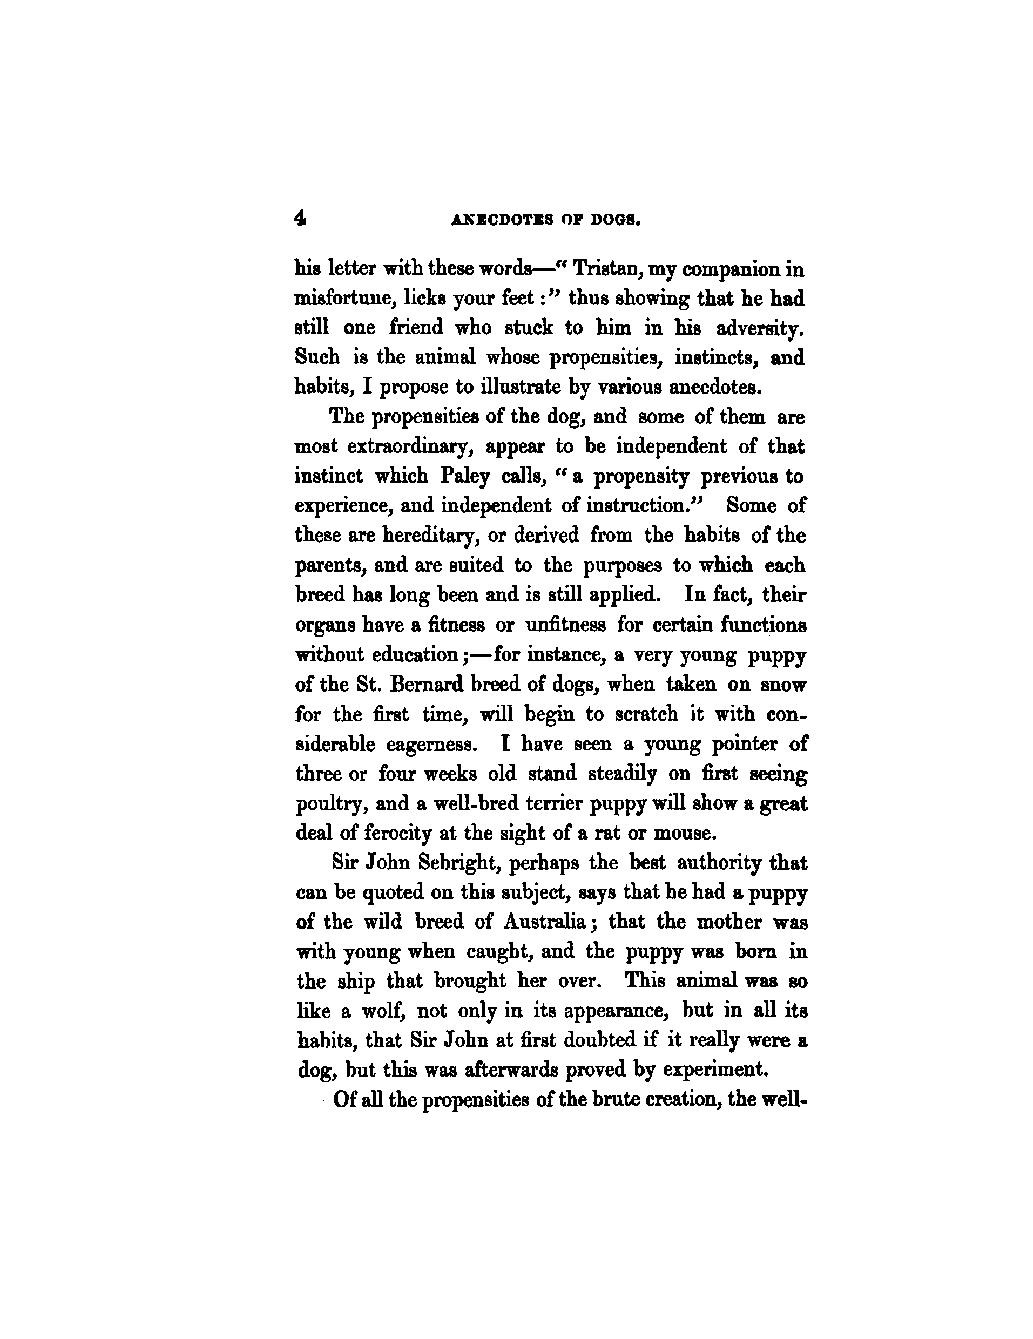 4 ANECDOTES OF DOGS.
his letter with these words—“ Tristan, my companion in
misfortune, licks your feet :” thus showing that he had
still one friend who stuck to him in his adversity.
Such is the animal whose propensities, instincts, and
habits, I propose to illustrate by various anecdotes.
The propensities of the dog, and some of them are
most extraordinary, appear to be independent of that
instinct which Paley calls, “ a propensity previous to
experience, and independent of instruction.” Some of
these are hereditary, or derived from the habits of the
parents, and are suited to the purposes to which each
breed has long been and is still applied. In fact, their
organs have a fitness or unfitness for certain functions
without education ;—for instance, a very young puppy
of the St. Bernard breed of dogs, when taken on snow
for the first time, will begin to scratch it with con-
siderable eagerness. I have seen a young pointer of
three or four weeks old stand steadily on first seeing
poultry, and a well-bred terrier puppy will show a great
deal of ferocity at the sight of a rat or mouse.
Sir John Sebright, perhaps the best authority that
can be quoted on this subject, says that he had a puppy
of the wild breed of Australia ; that the mother was
with young when caught, and the puppy was born in
the ship that brought her over. This animal was so
like a wolf, not only in its appearance, but in all its
habits, that Sir John at first doubted if it really were a
dog, but this was afterwards proved by experiment.
Of all the propensities of the brute creation, the well-